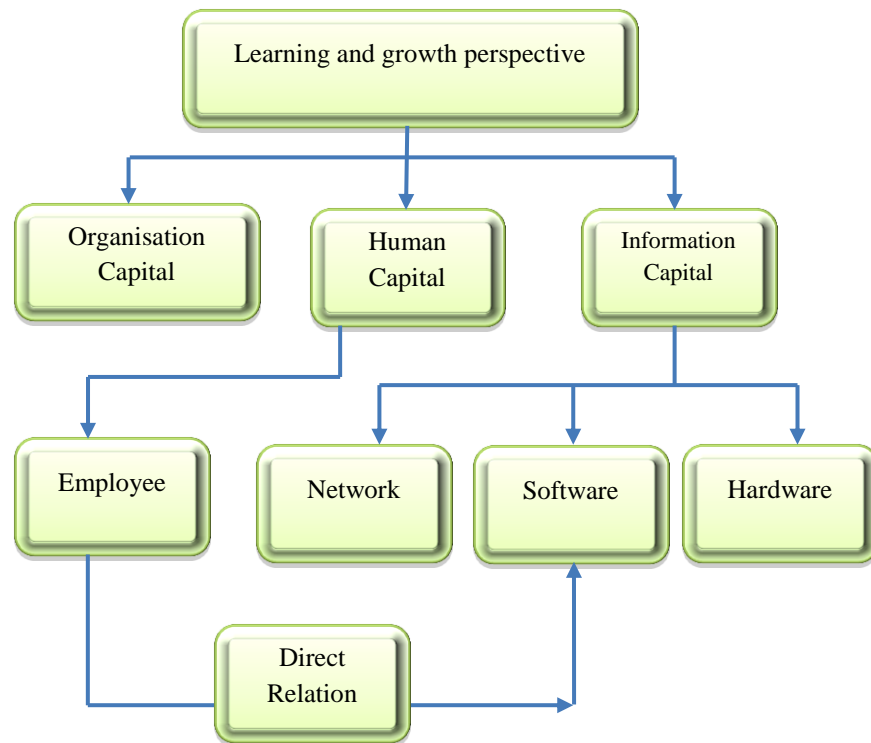 Learning and growth perspective
Organisation
Capital
Human
Capital
Information
Capital
Employee
Network
Software
Hardware
Direct
Relation